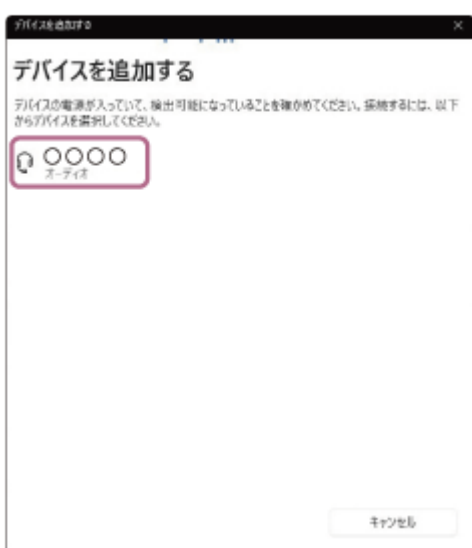 デバイスを追加する
デバイスを追加する
デバイスの電源が入っていて、検出可能になっていることを確かめてください。接続するには、以下
からデバイスを選択してください。
〇〇〇〇
オーディオ
キャンセル